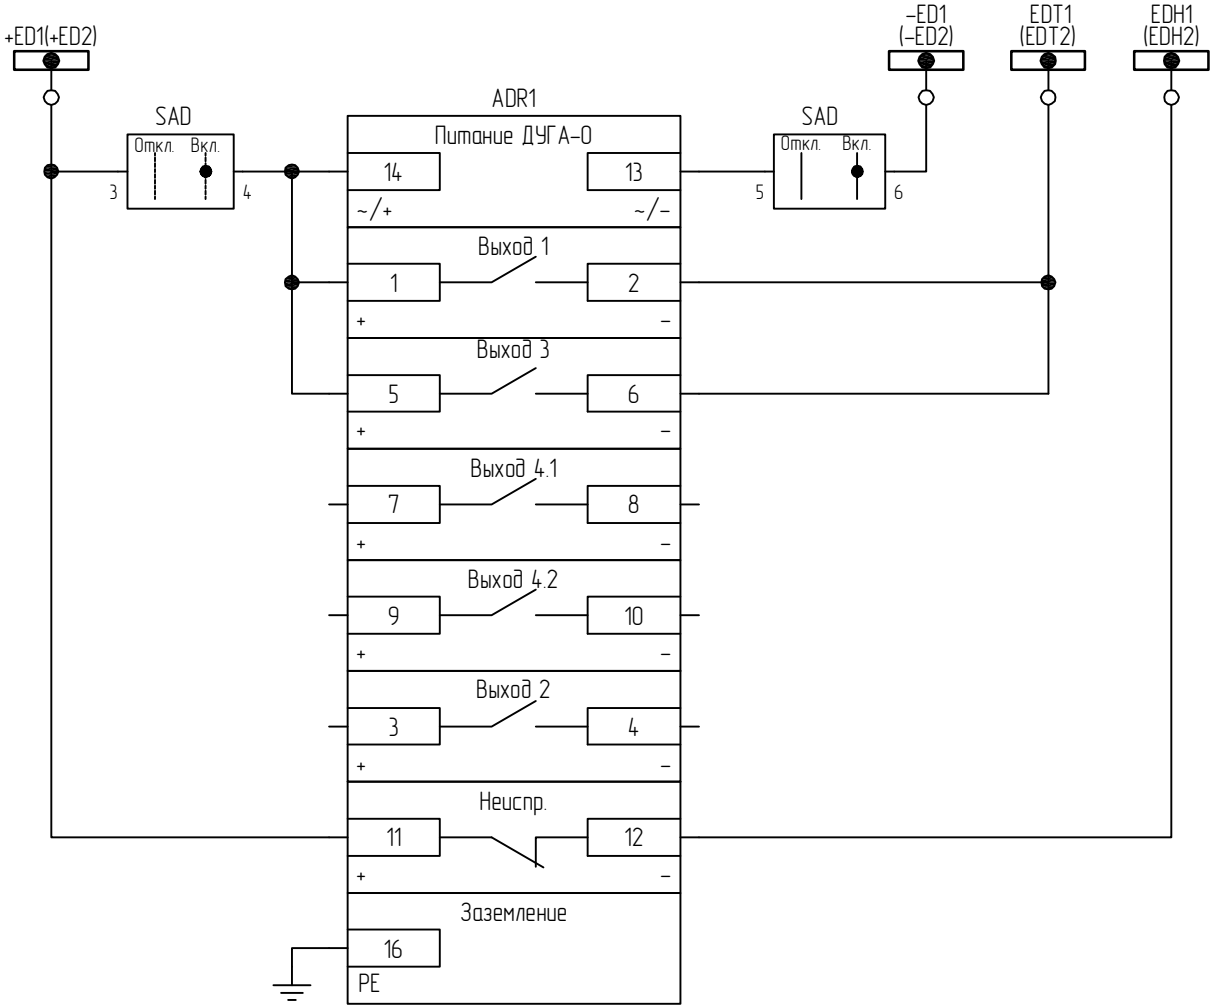 +ED1(+ED2)
-ED1
(-ED2)
EDT1
(EDT2)
EDH1
(EDH2)
SAD
Откл. Вкл.
3 4
ADR1
Питание ДУГА-О
14 13
~/+ ~/-
SAD
Откл. Вкл.
5 6
Выход 1
1 2
+ -
Выход 3
5 6
+ -
Выход 4.1
7 8
+ -
Выход 4.2
9 10
+ -
Выход 2
3 4
+ -
Неиспр.
11 12
+ -
Заземление
16
PE